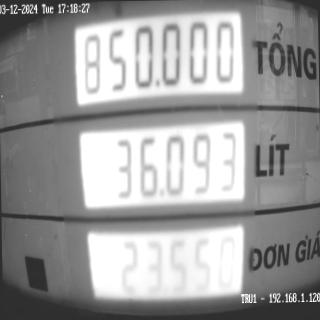 03-12-2024 Tue 17:18:27
850.000 TỔNG
36.093 LÍT
23.550 ĐƠN GIÁ
TRU1 - 192.168.1.120